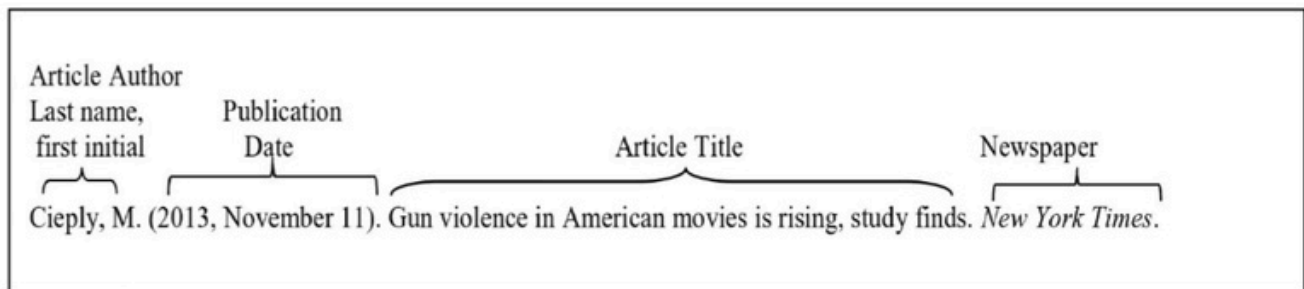 Article Author
Last name, Publication
first initial Date Article Title Newspaper
Cieply, M. (2013, November 11). Gun violence in American movies is rising, study finds. New York Times.